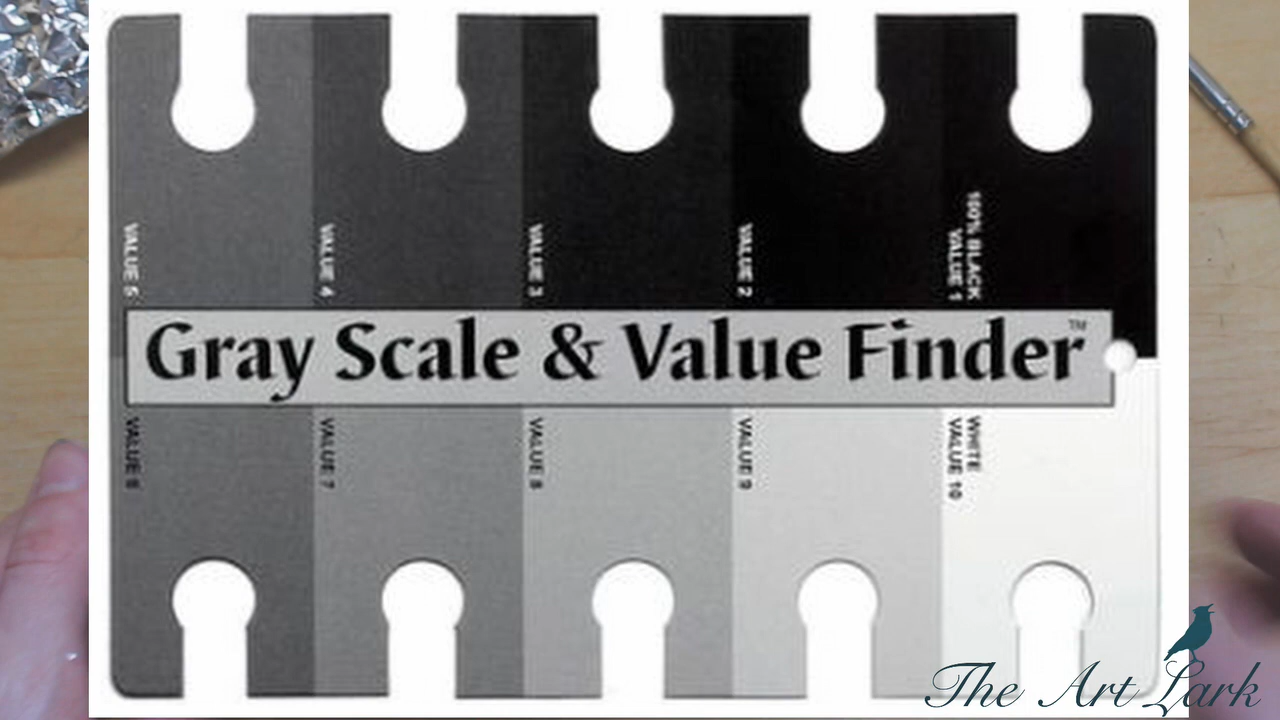 VALUE 5
VALUE 4
VALUE 3
VALUE 2
100% BLACK
VALUE 1
Gray Scale & Value Finder™
VALUE 6
VALUE 7
VALUE 8
VALUE 9
WHITE
VALUE 10
The Art Lark